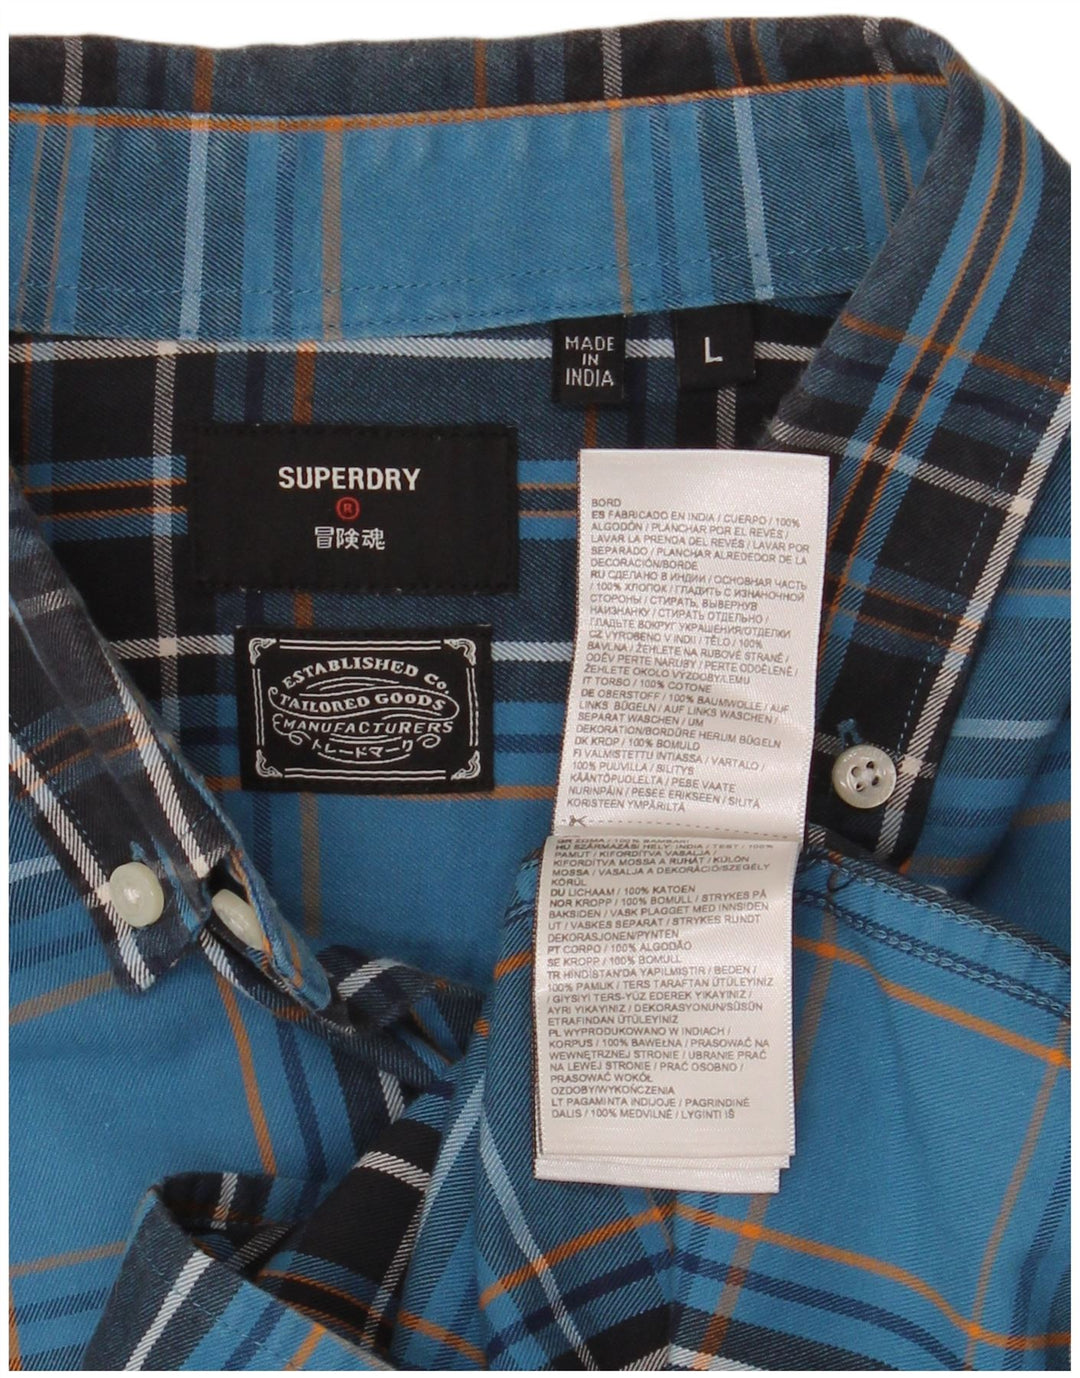 MADE
IN
INDIA
L
SUPERDRY
®
冒険魂
ESTABLISHED Co.
TAILORED GOODS
MANUFACTURERS
トレードマーク
BORD
ES FABRICADO EN INDIA / CUERPO / 100%
ALGODÓN / PLANCHAR POR EL REVÉS /
LAVAR LA PRENDA DEL REVÉS / LAVAR POR
SEPARADO / PLANCHAR ALREDEDOR DE LA
DECORACIÓN/BORDE
RU СДЕЛАНО В ИНДИИ / ОСНОВНАЯ ЧАСТЬ
/ 100% ХЛОПОК / ГЛАДИТЬ С ИЗНАНОЧНОЙ
СТОРОНЫ / СТИРАТЬ, ВЫВЕРНУВ
НАИЗНАНКУ / СТИРАТЬ ОТДЕЛЬНО /
ГЛАДЬТЕ ВОКРУГ УКРАШЕНИЯ/ОТДЕЛКИ
CZ VYROBENO V INDII / TĚLO / 100%
BAVLNA / ŽEHLETE NA RUBOVÉ STRANĚ /
ODĚV PERTE NARUBY / PERTE ODDĚLENĚ /
ŽEHLETE OKOLO VÝZDOBY/LEMU
IT TORSO / 100% COTONE
DE OBERSTOFF / 100% BAUMWOLLE / AUF
LINKS BÜGELN / AUF LINKS WASCHEN /
SEPARAT WASCHEN / UM
DEKORATION/BORDÜRE HERUM BÜGELN
DK KROP / 100% BOMULD
FI VALMISTETTU INTIASSA / VARTALO /
100% PUUVILLA / SILITYS
KÄÄNTÖPUOLELTA / PESE VAATE
NURINPÄIN / PESEE ERIKSEEN / SILITÄ
KORISTEEN YMPÄRILTÄ
HU SZÁRMAZÁSI HELY: INDIA / TEST / 100%
PAMUT / KIFORDÍTVA VASALJA /
KIFORDÍTVA MOSSA A RUHÁT / KÜLÖN
MOSSA / VASALJA A DEKORÁCIÓ/SZEGÉLY
KÖRÜL
DU LICHAAM / 100% KATOEN
NOR KROPP / 100% BOMULL / STRYKES PÅ
BAKSIDEN / VASK PLAGGET MED INNSIDEN
UT / VASKES SEPARAT / STRYKES RUNDT
DEKORASJONEN/PYNTEN
PT CORPO / 100% ALGODÃO
SE KROPP / 100% BOMULL
TR HİNDİSTAN'DA YAPILMIŞTIR / BEDEN /
100% PAMUK / TERS TARAFTAN ÜTÜLEYİNİZ
/ GİYSİYİ TERS-YÜZ EDEREK YIKAYINIZ /
AYRI YIKAYINIZ / DEKORASYONUN/SÜSÜN
ETRAFINDAN ÜTÜLEYİNİZ
PL WYPRODUKOWANO W INDIACH /
KORPUS / 100% BAWEŁNA / PRASOWAĆ NA
WEWNĘTRZNEJ STRONIE / UBRANIE PRAĆ
NA LEWEJ STRONIE / PRAĆ OSOBNO /
PRASOWAĆ WOKÓŁ
OZDOBY/WYKOŃCZENIA
LT PAGAMINTA INDIJOJE / PAGRINDINĖ
DALIS / 100% MEDVILNĖ / LYGINTI IŠ